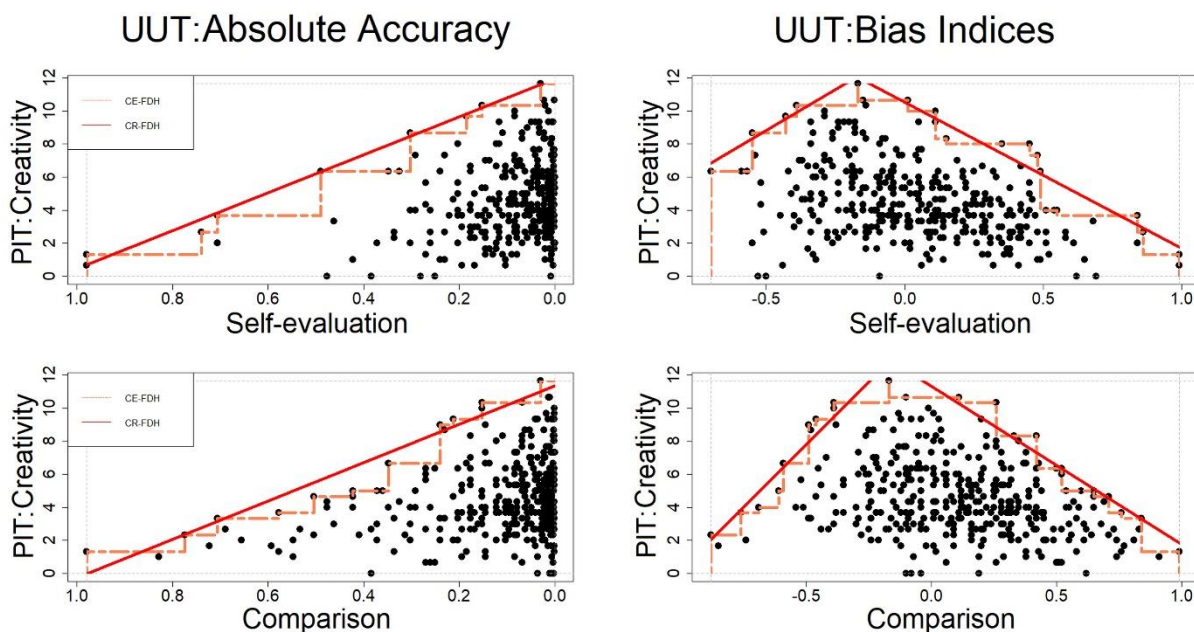 UUT:Absolute Accuracy
UUT:Bias Indices
PIT:Creativity
12
10
8
6
4
2
0
CE-FDH
CR-FDH
1.0 0.8 0.6 0.4 0.2 0.0
Self-evaluation
PIT:Creativity
12
10
8
6
4
2
0
-0.5 0.0 0.5 1.0
Self-evaluation
PIT:Creativity
12
10
8
6
4
2
0
CE-FDH
CR-FDH
1.0 0.8 0.6 0.4 0.2 0.0
Comparison
PIT:Creativity
12
10
8
6
4
2
0
-0.5 0.0 0.5 1.0
Comparison